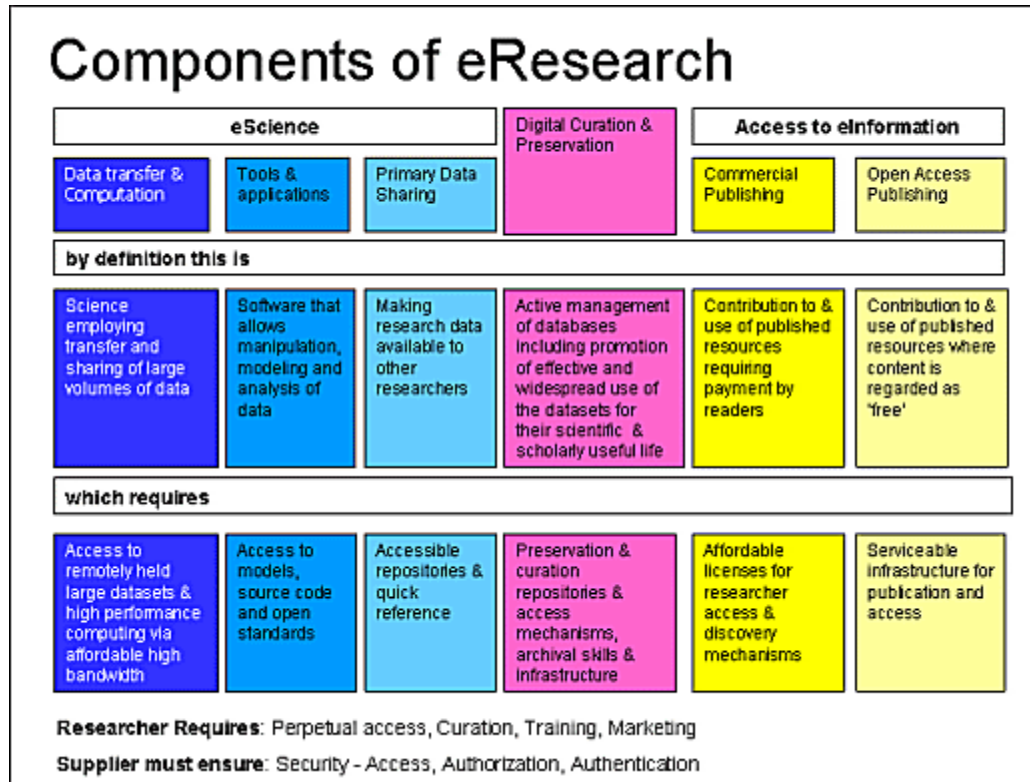 Components of eResearch
eScience
Digital Curation &
Preservation
Access to eInformation
Data transfer &
Computation
Tools &
applications
Primary Data
Sharing
Commercial
Publishing
Open Access
Publishing
by definition this is
Science
employing
transfer and
sharing of large
volumes of data
Software that
allows
manipulation,
modeling and
analysis of
data
Making
research data
available to
other
researchers
Active management
of databases
including promotion
of effective and
widespread use of
the datasets for
their scientific &
scholarly useful life
Contribution to &
use of published
resources
requiring
payment by
readers
Contribution to &
use of published
resources where
content is
regarded as
'free'
which requires
Access to
remotely held
large datasets &
high performance
computing via
affordable high
bandwidth
Access to
models,
source code
and open
standards
Accessible
repositories &
quick
reference
Preservation &
curation
repositories &
access
mechanisms,
archival skills &
infrastructure
Affordable
licenses for
researcher
access &
discovery
mechanisms
Serviceable
infrastructure for
publication and
access
Researcher Requires: Perpetual access, Curation, Training, Marketing
Supplier must ensure: Security - Access, Authorization, Authentication